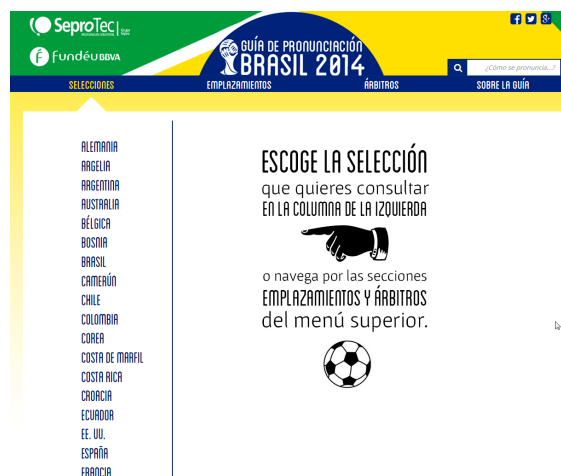 SeproTec
Fundéu BBVA
GUÍA DE PRONUNCIACIÓN
BRASIL 2014
¿Cómo se pronuncia...?
SELECCIONES
EMPLAZAMIENTOS
ÁRBITROS
SOBRE LA GUÍA
ALEMANIA
ARGELIA
ARGENTINA
AUSTRALIA
BÉLGICA
BOSNIA
BRASIL
CAMERÚN
CHILE
COLOMBIA
COREA
COSTA DE MARFIL
COSTA RICA
CROACIA
ECUADOR
EE. UU.
ESPAÑA
FRANCIA
ESCOGE LA SELECCIÓN
que quieres consultar
EN LA COLUMNA DE LA IZQUIERDA
o navega por las secciones
EMPLAZAMIENTOS Y ÁRBITROS
del menú superior.